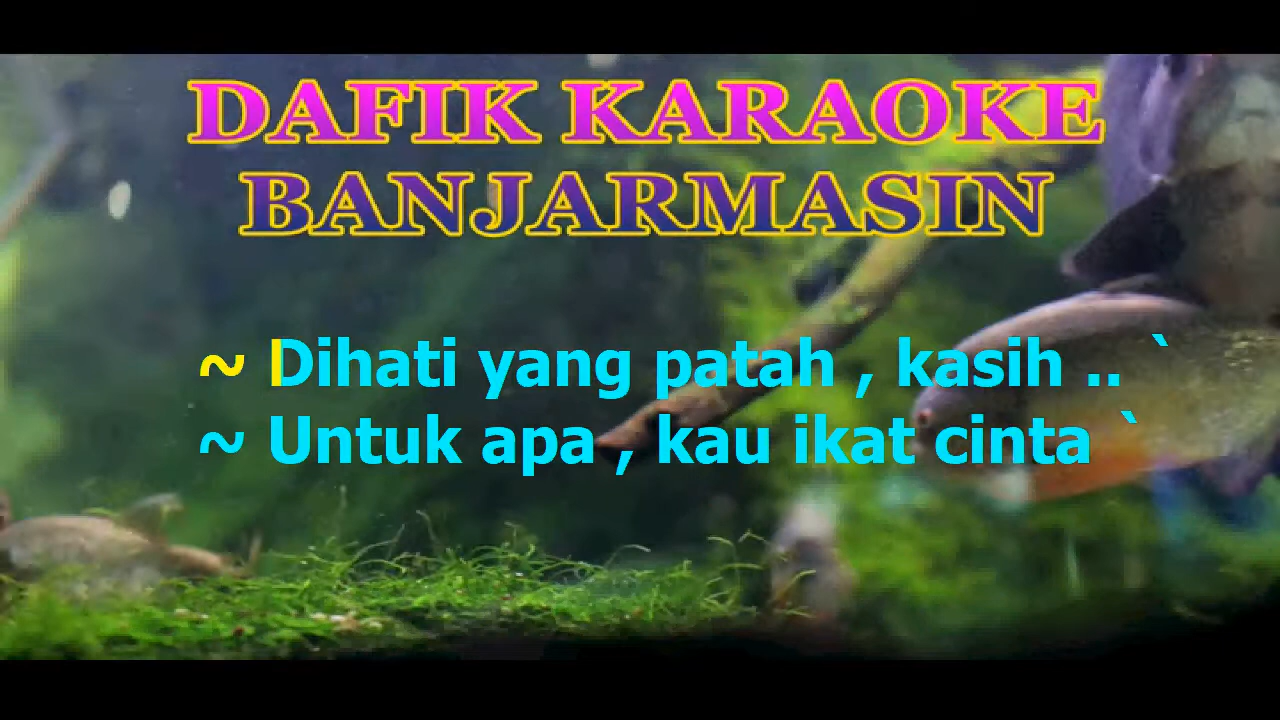 DAFIK KARAOKE
BANJARMASIN
~ Dihati yang patah , kasih .. `
~ Untuk apa , kau ikat cinta `